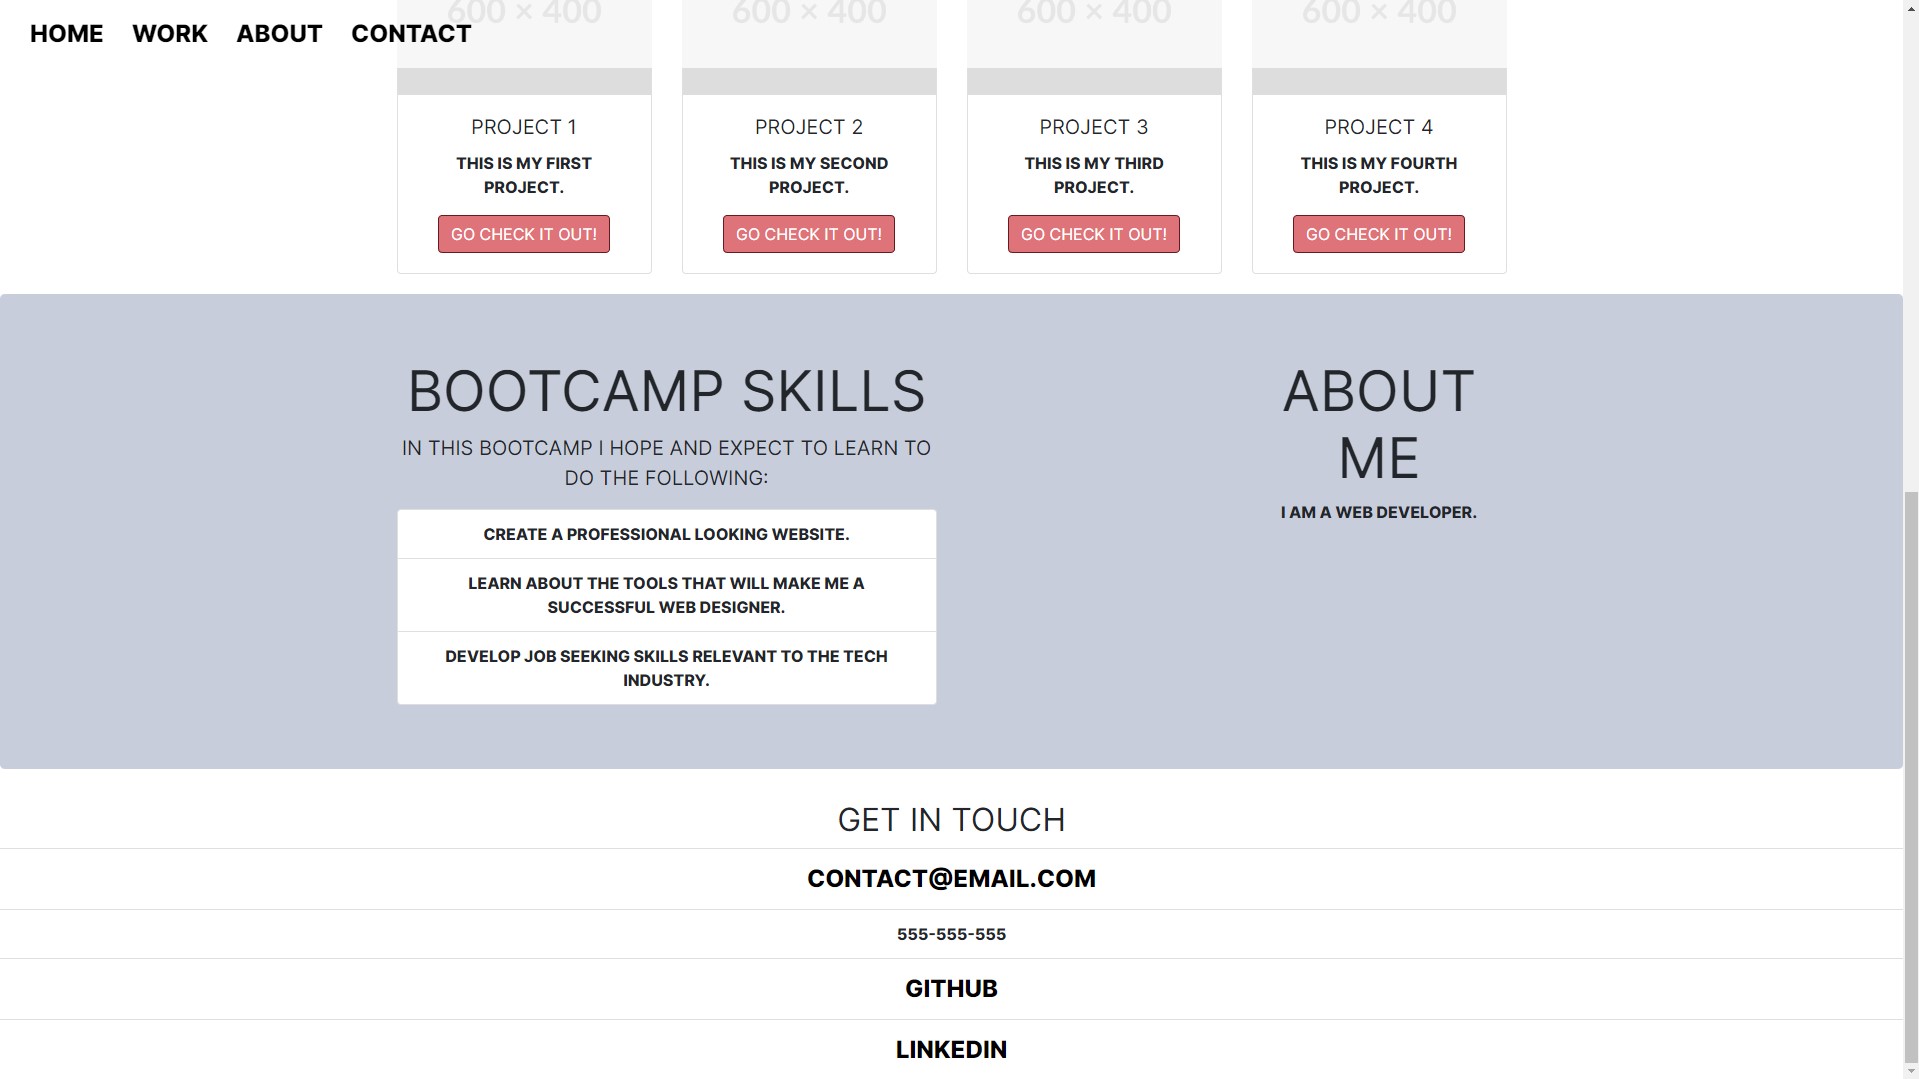 600 × 400
600 × 400
600 × 400
600 × 400
HOME WORK ABOUT CONTACT
PROJECT 1
THIS IS MY FIRST
PROJECT.
GO CHECK IT OUT!
PROJECT 2
THIS IS MY SECOND
PROJECT.
GO CHECK IT OUT!
PROJECT 3
THIS IS MY THIRD
PROJECT.
GO CHECK IT OUT!
PROJECT 4
THIS IS MY FOURTH
PROJECT.
GO CHECK IT OUT!
BOOTCAMP SKILLS
IN THIS BOOTCAMP I HOPE AND EXPECT TO LEARN TO
DO THE FOLLOWING:
CREATE A PROFESSIONAL LOOKING WEBSITE.
LEARN ABOUT THE TOOLS THAT WILL MAKE ME A
SUCCESSFUL WEB DESIGNER.
DEVELOP JOB SEEKING SKILLS RELEVANT TO THE TECH
INDUSTRY.
ABOUT
ME
I AM A WEB DEVELOPER.
GET IN TOUCH
CONTACT@EMAIL.COM
555-555-555
GITHUB
LINKEDIN